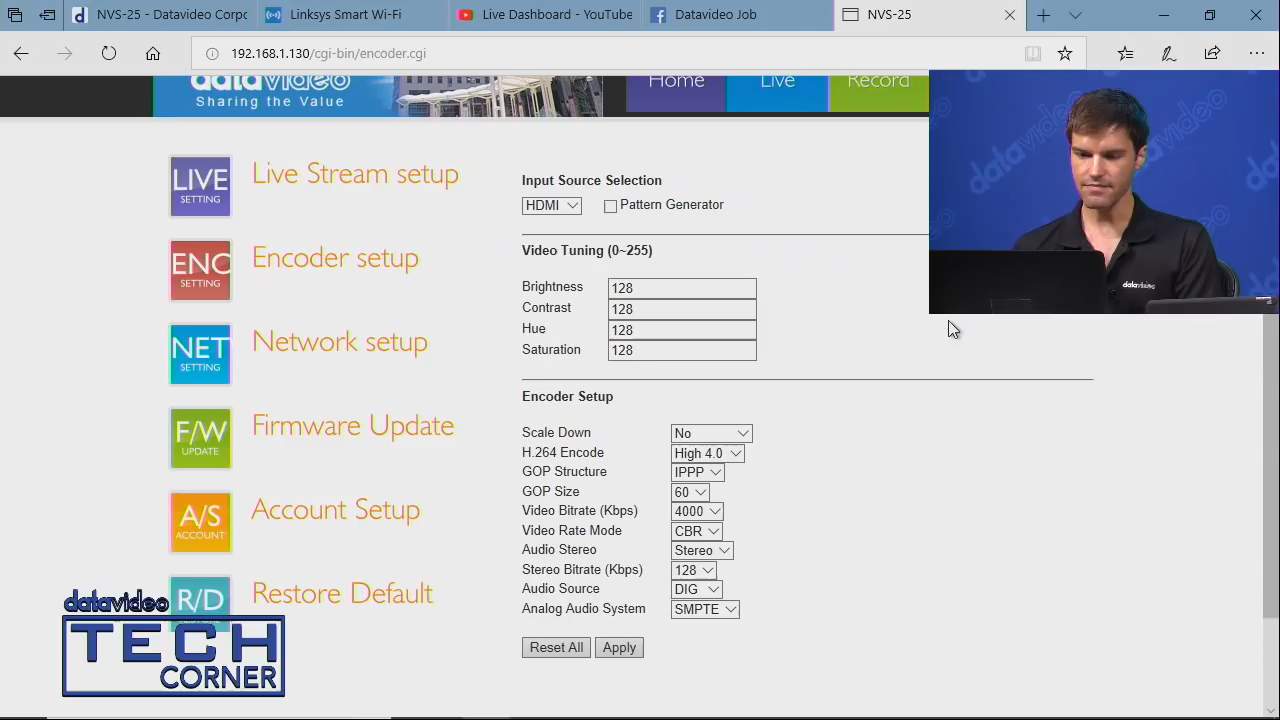 NVS-25 - Datavideo Corpo
Linksys Smart Wi-Fi
Live Dashboard - YouTube
Facebook Datavideo Job
NVS-25
192.168.1.130/cgi-bin/encoder.cgi
datavideo
Sharing the Value
Home
Live
Record
LIVE
SETTING
Live Stream setup
ENC
SETTING
Encoder setup
NET
SETTING
Network setup
F/W
UPDATE
Firmware Update
A/S
ACCOUNT
Account Setup
R/D
Restore Default
Input Source Selection
HDMI Pattern Generator
Video Tuning (0~255)
Brightness 128
Contrast 128
Hue 128
Saturation 128
Encoder Setup
Scale Down No
H.264 Encode High 4.0
GOP Structure IPPP
GOP Size 60
Video Bitrate (Kbps) 4000
Video Rate Mode CBR
Audio Stereo Stereo
Stereo Bitrate (Kbps) 128
Audio Source DIG
Analog Audio System SMPTE
Reset All Apply
datavideo
datavideo
TECH
CORNER